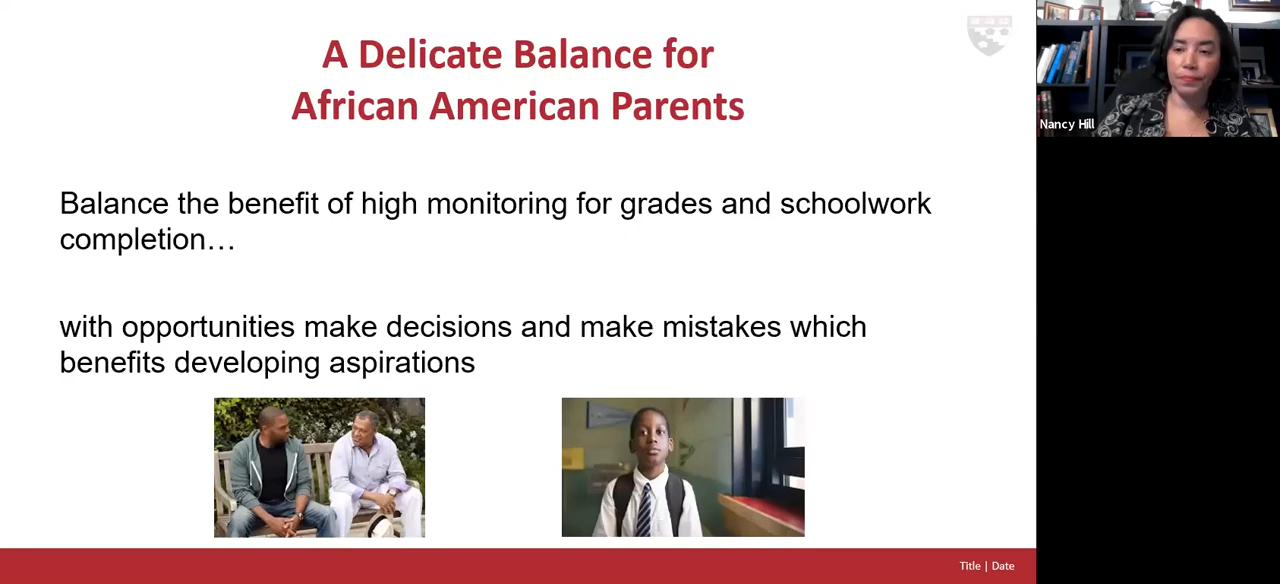 A Delicate Balance for
African American Parents
Balance the benefit of high monitoring for grades and schoolwork
completion…
with opportunities make decisions and make mistakes which
benefits developing aspirations
Title | Date
Nancy Hill